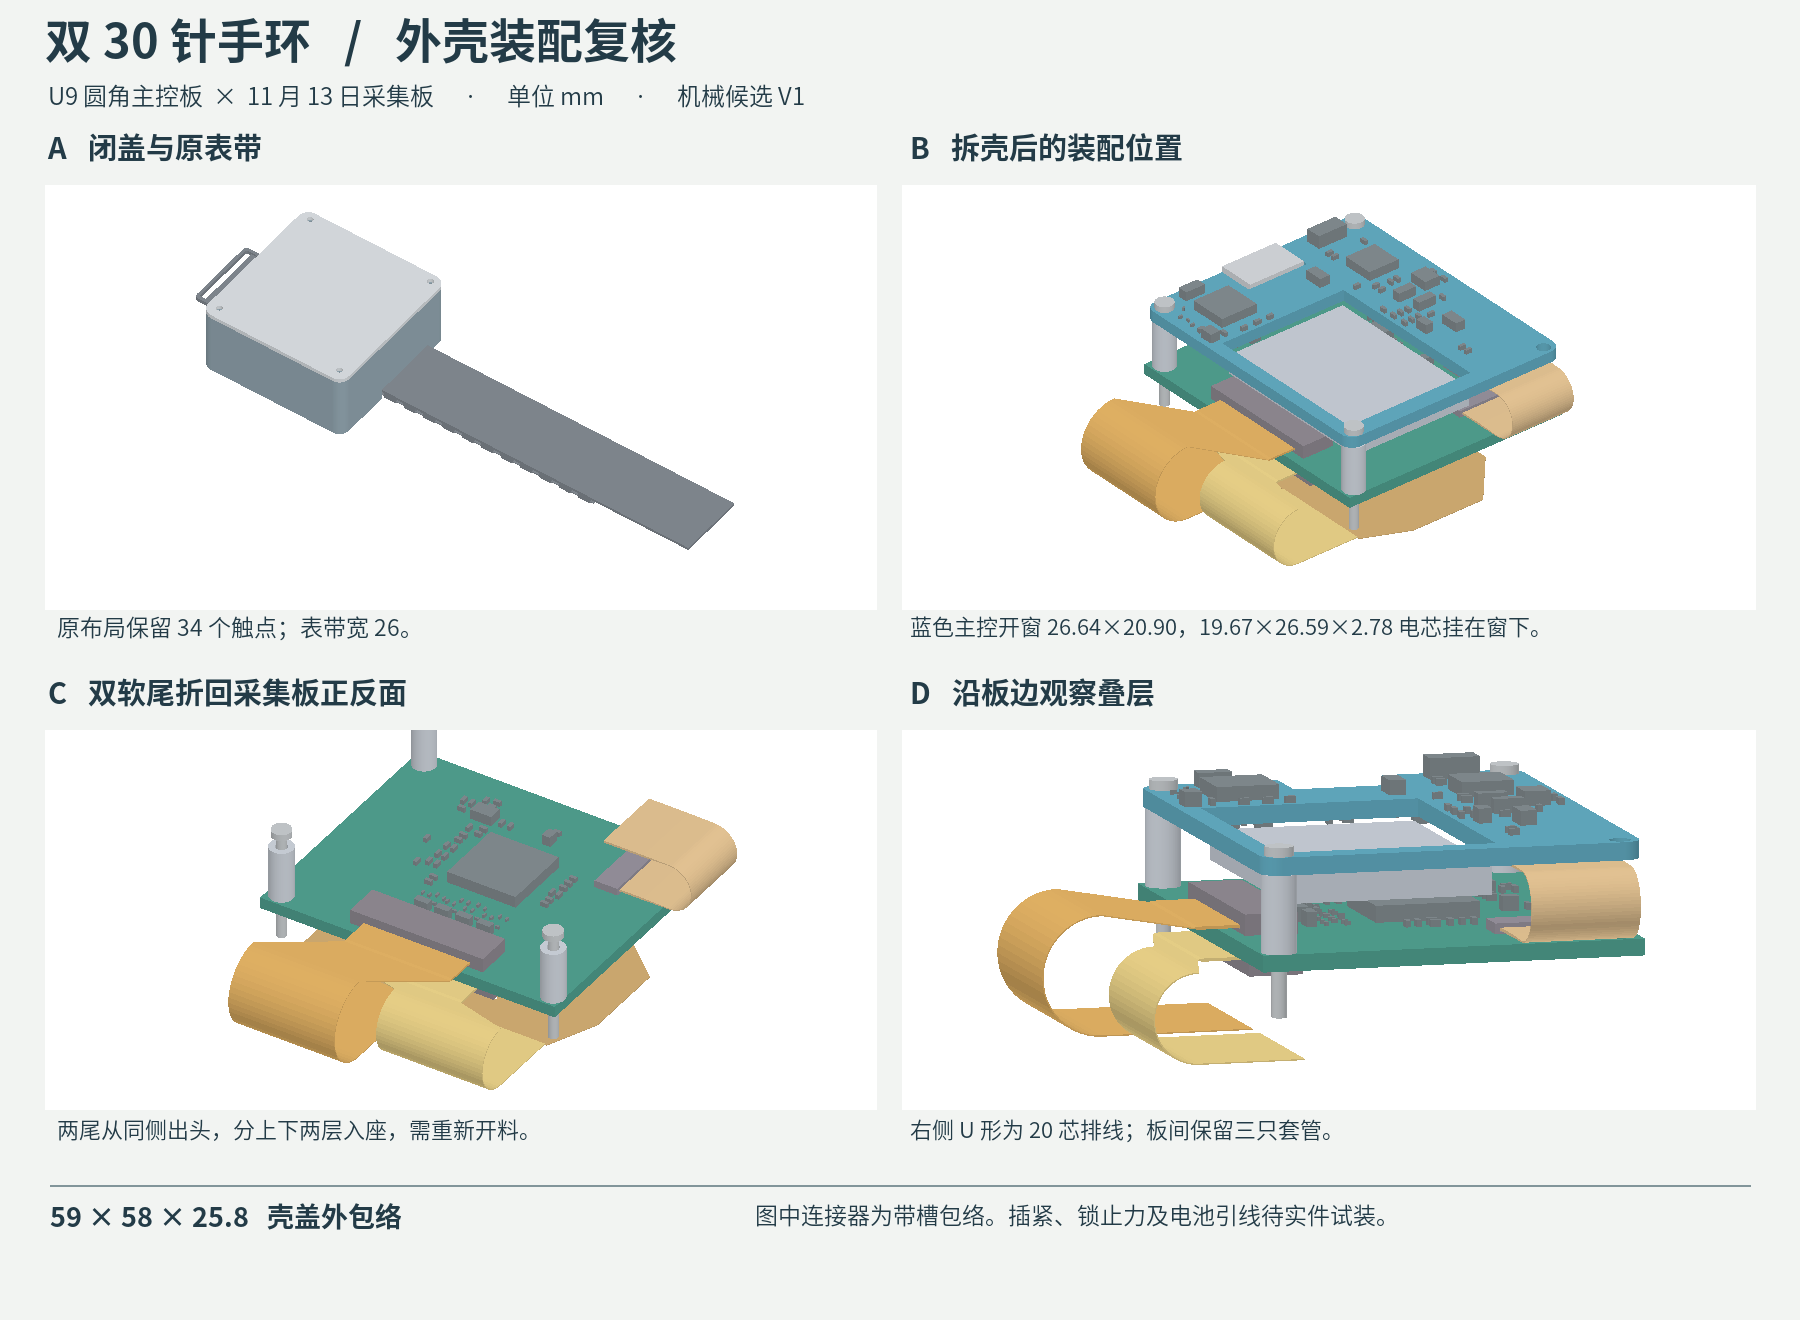 双 30 针手环 / 外壳装配复核
U9 圆角主控板 × 11 月 13 日采集板 · 单位 mm · 机械候选 V1
A 闭盖与原表带
B 拆壳后的装配位置
原布局保留 34 个触点；表带宽 26。
蓝色主控开窗 26.64×20.90，19.67×26.59×2.78 电芯挂在窗下。
C 双软尾折回采集板正反面
D 沿板边观察叠层
两尾从同侧出头，分上下两层入座，需重新开料。
右侧 U 形为 20 芯排线；板间保留三只套管。
59 × 58 × 25.8 壳盖外包络
图中连接器为带槽包络。插紧、锁止力及电池引线待实件试装。